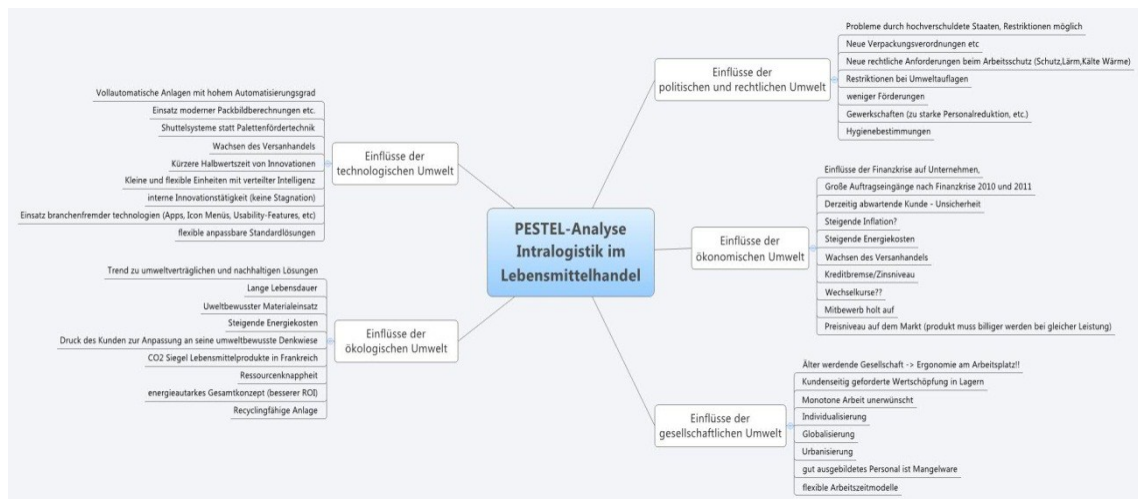 PESTEL-Analyse
Intralogistik im
Lebensmittelhandel
Einflüsse der
politischen und rechtlichen Umwelt
Probleme durch hochverschuldete Staaten, Restriktionen möglich
Neue Verpackungsverordnungen etc
Neue rechtliche Anforderungen beim Arbeitsschutz (Schutz,Lärm,Kälte Wärme)
Restriktionen bei Umweltauflagen
weniger Förderungen
Gewerkschaften (zu starke Personalreduktion, etc.)
Hygienebestimmungen
Einflüsse der
ökonomischen Umwelt
Einflüsse der Finanzkrise auf Unternehmen,
Große Auftragseingänge nach Finanzkrise 2010 und 2011
Derzeitig abwartende Kunde - Unsicherheit
Steigende Inflation?
Steigende Energiekosten
Wachsen des Versanhandels
Kreditbremse/Zinsniveau
Wechselkurse??
Mitbewerb holt auf
Preisniveau auf dem Markt (produkt muss billiger werden bei gleicher Leistung)
Einflüsse der
gesellschaftlichen Umwelt
Älter werdende Gesellschaft -> Ergonomie am Arbeitsplatz!!
Kundenseitig geforderte Wertschöpfung in Lagern
Monotone Arbeit unerwünscht
Individualisierung
Globalisierung
Urbanisierung
gut ausgebildetes Personal ist Mangelware
flexible Arbeitszeitmodelle
Einflüsse der
technologischen Umwelt
Vollautomatische Anlagen mit hohem Automatisierungsgrad
Einsatz moderner Packbildberechnungen etc.
Shuttelsysteme statt Palettenfördertechnik
Wachsen des Versanhandels
Kürzere Halbwertszeit von Innovationen
Kleine und flexible Einheiten mit verteilter Intelligenz
interne Innovationstätigkeit (keine Stagnation)
Einsatz branchenfremder technologien (Apps, Icon Menüs, Usability-Features, etc)
flexible anpassbare Standardlösungen
Einflüsse der
ökologischen Umwelt
Trend zu umweltverträglichen und nachhaltigen Lösungen
Lange Lebensdauer
Uweltbewusster Materialeinsatz
Steigende Energiekosten
Druck des Kunden zur Anpassung an seine umweltbewusste Denkwiese
CO2 Siegel Lebensmittelprodukte in Frankreich
Ressourcenknappheit
energieautarkes Gesamtkonzept (besserer ROI)
Recyclingfähige Anlage